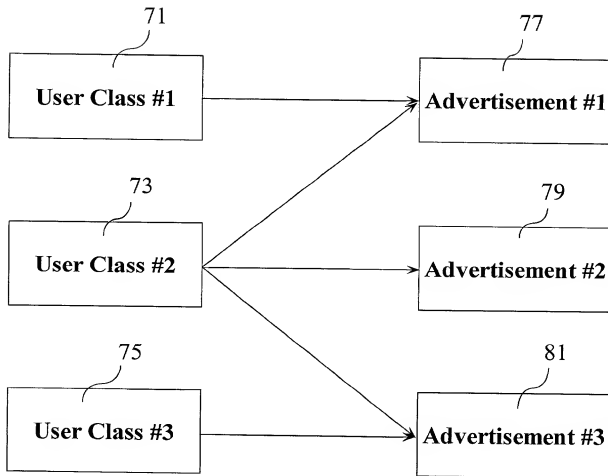 71
77
User Class #1
Advertisement #1
73
79
User Class #2
Advertisement #2
75
81
User Class #3
Advertisement #3